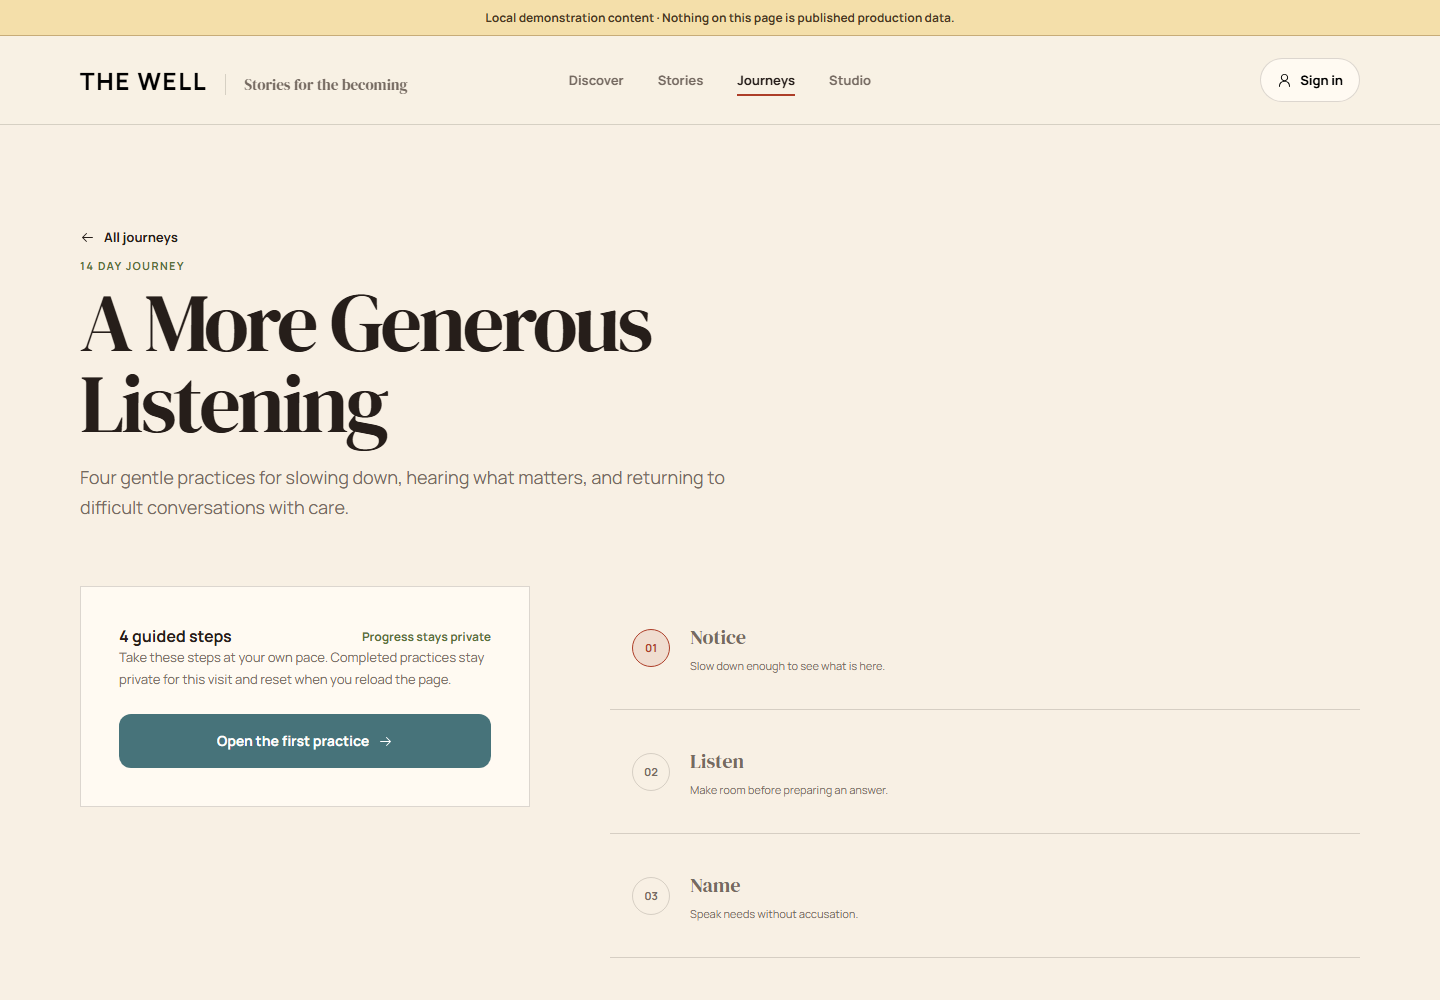 Local demonstration content · Nothing on this page is published production data.
THE WELL
Stories for the becoming
Discover
Stories
Journeys
Studio
Sign in
All journeys
14 DAY JOURNEY
A More Generous
Listening
Four gentle practices for slowing down, hearing what matters, and returning to
difficult conversations with care.
4 guided steps
Progress stays private
Take these steps at your own pace. Completed practices stay
private for this visit and reset when you reload the page.
Open the first practice
01
Notice
Slow down enough to see what is here.
02
Listen
Make room before preparing an answer.
03
Name
Speak needs without accusation.